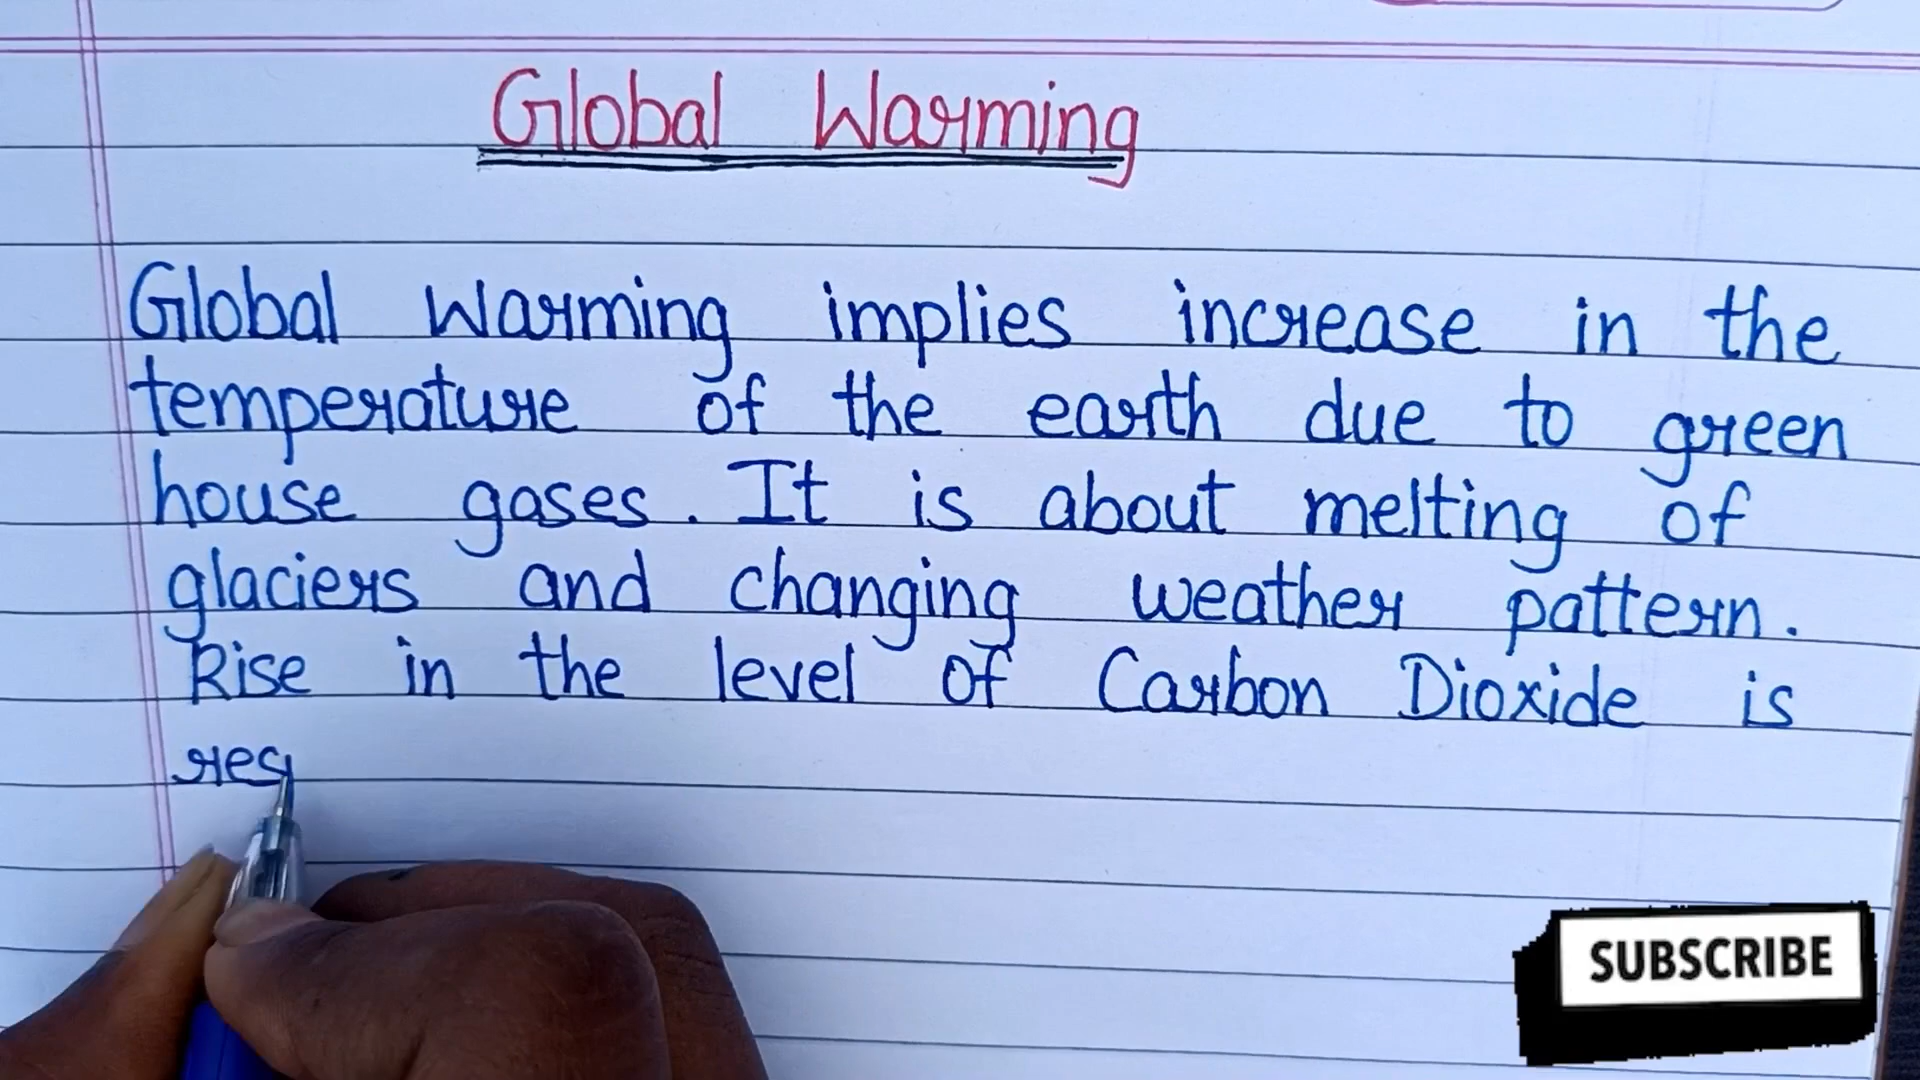 Global Warming
Global Warming implies increase in the
temperature of the earth due to green
house gases. It is about melting of
glaciers and changing weather pattern.
Rise in the level of Carbon Dioxide is
res
SUBSCRIBE